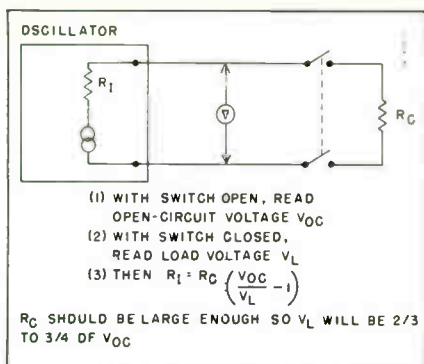 OSCILLATOR
R_I
V
R_C
(1) WITH SWITCH OPEN, READ
OPEN-CIRCUIT VOLTAGE V_OC
(2) WITH SWITCH CLOSED,
READ LOAD VOLTAGE V_L
(3) THEN R_I = R_C (V_OC/V_L - 1)
R_C SHOULD BE LARGE ENOUGH SO V_L WILL BE 2/3
TO 3/4 OF V_OC